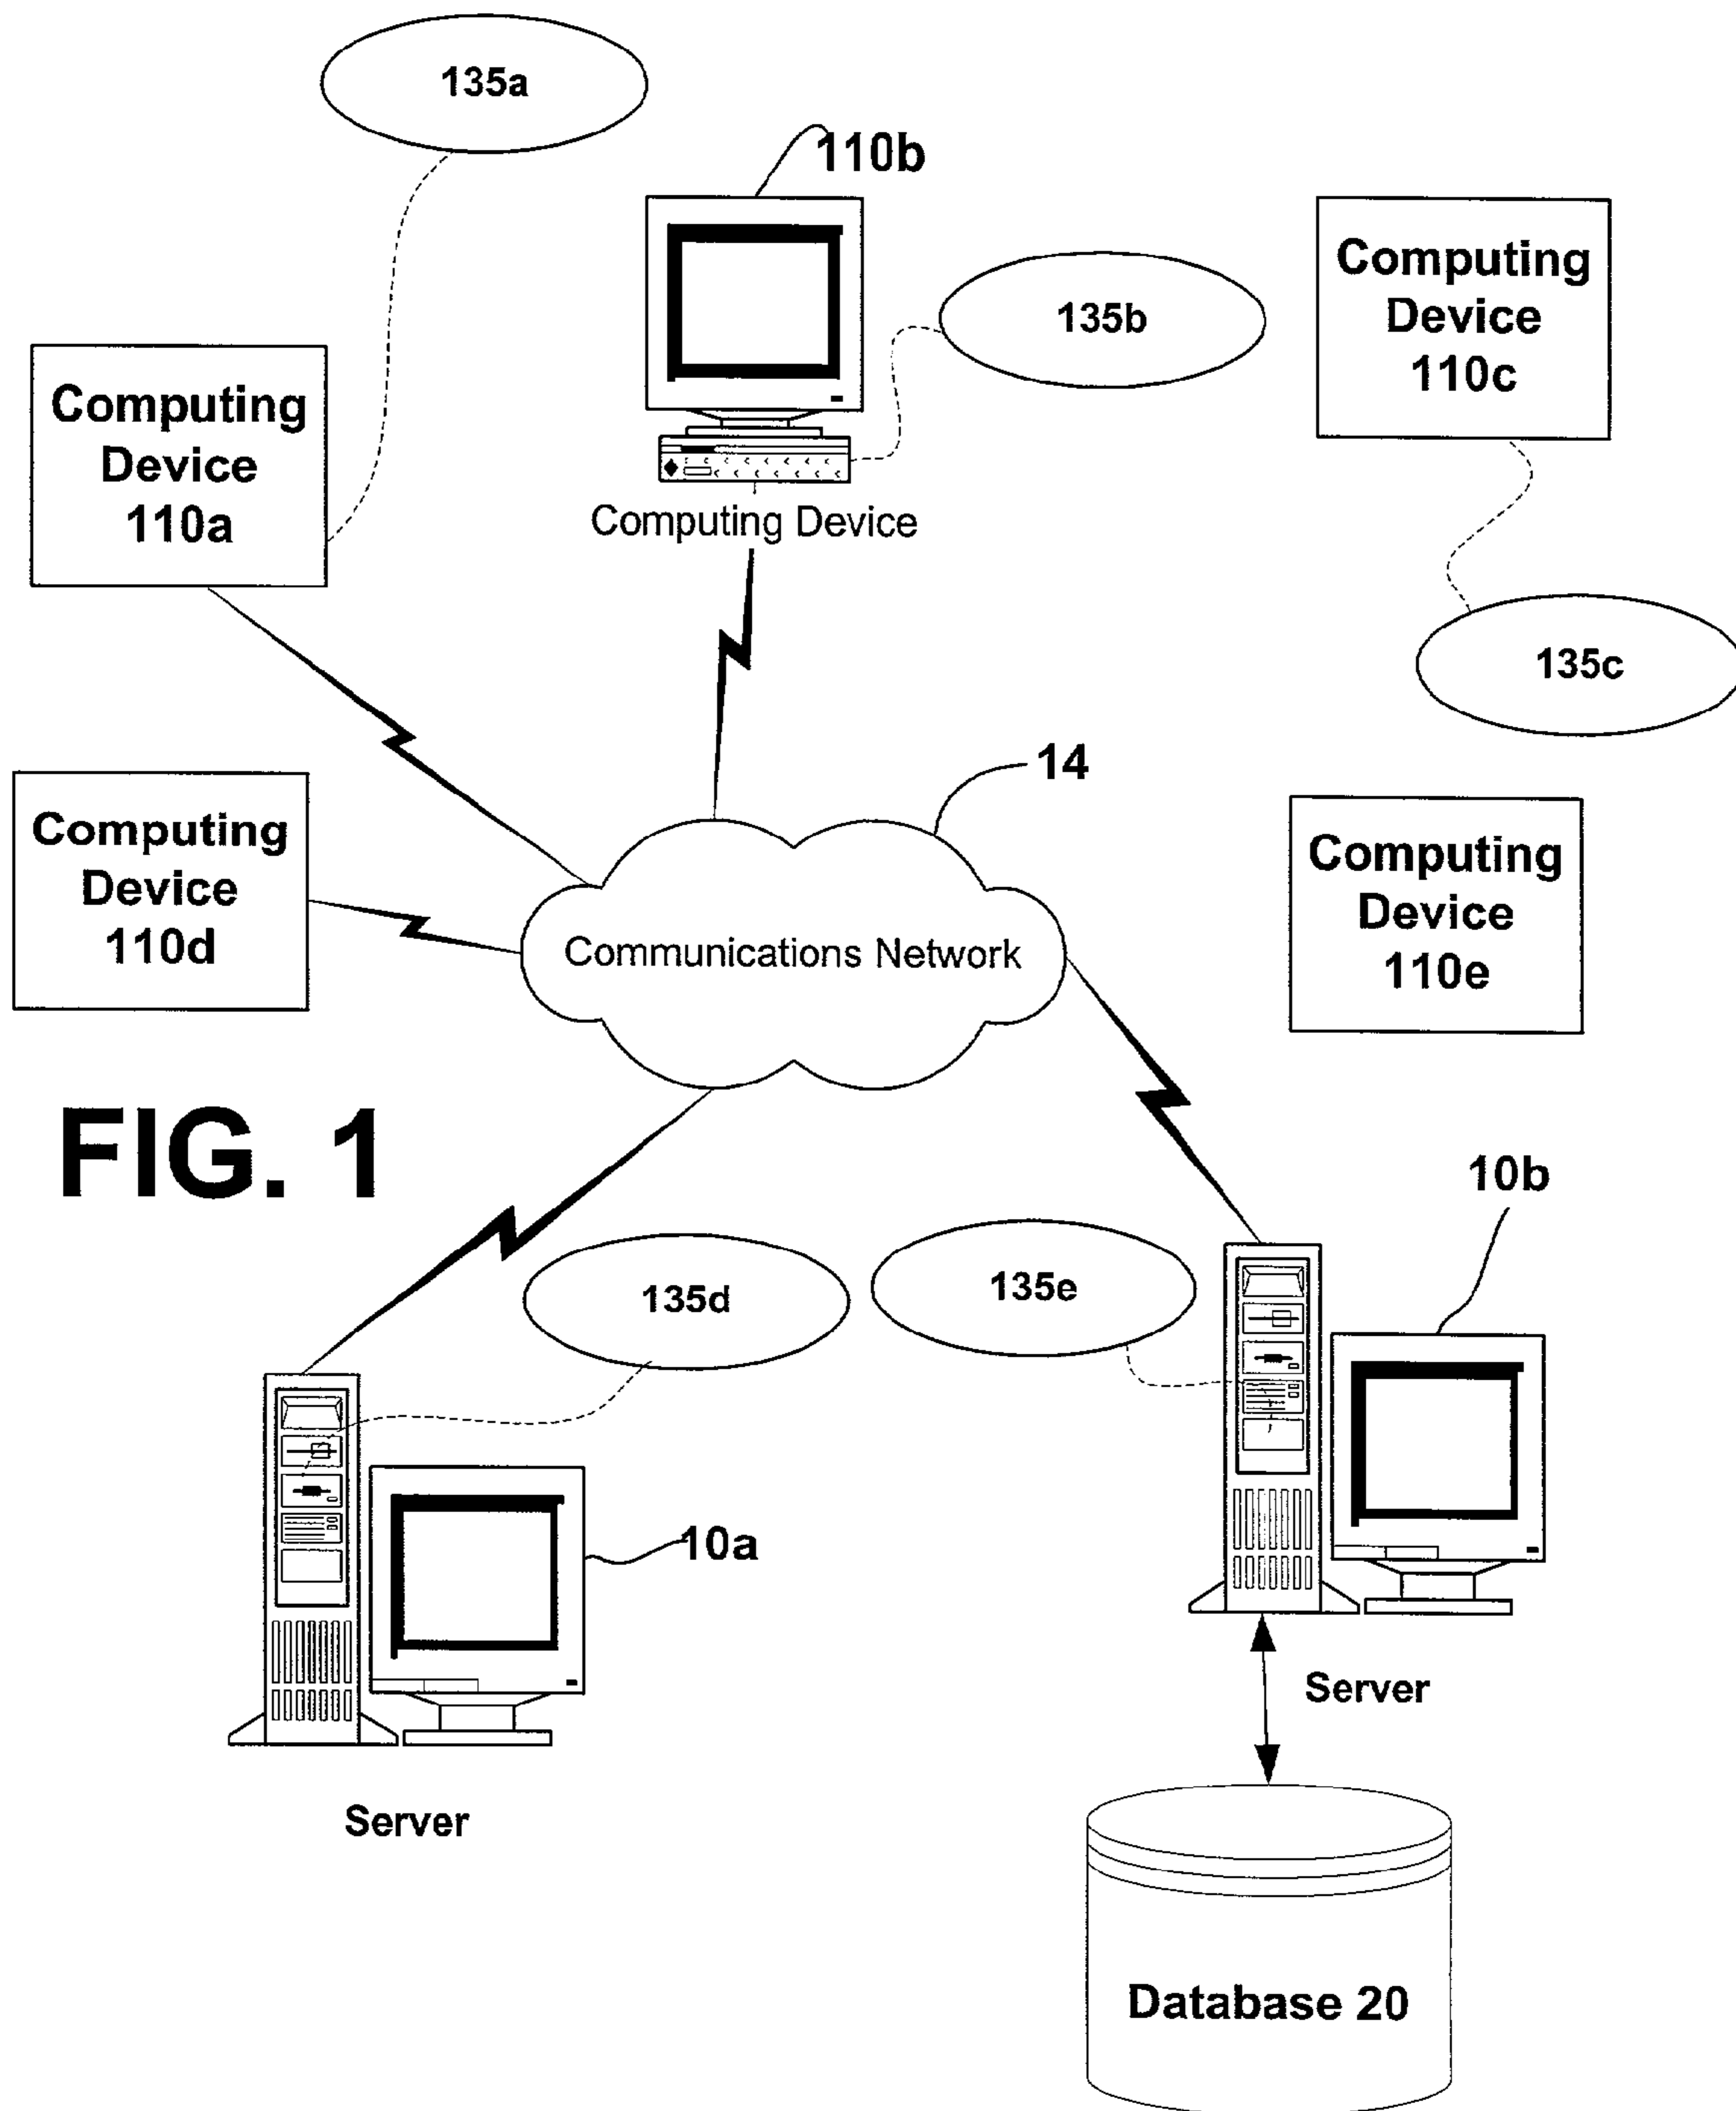 135a
110b
Computing
Device
110c
135b
Computing
Device
110a
Computing Device
135c
14
Computing
Device
110d
Computing
Device
110e
Communications Network
FIG. 1
10b
135d
135e
10a
Server
Server
Database 20